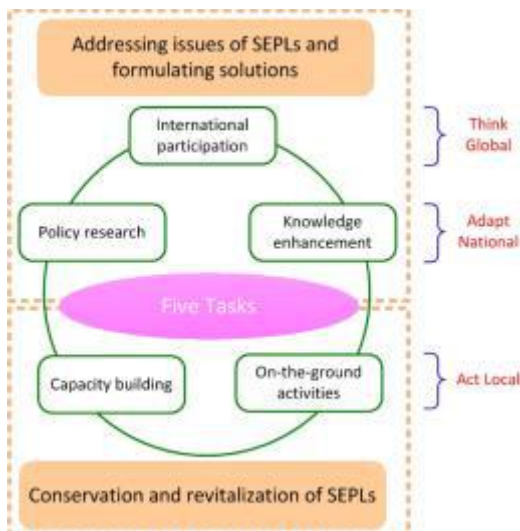 Addressing issues of SEPLs and
formulating solutions
International
participation
Think
Global
Policy research
Knowledge
enhancement
Adapt
National
Five Tasks
Capacity building
On-the-ground
activities
Act Local
Conservation and revitalization of SEPLs